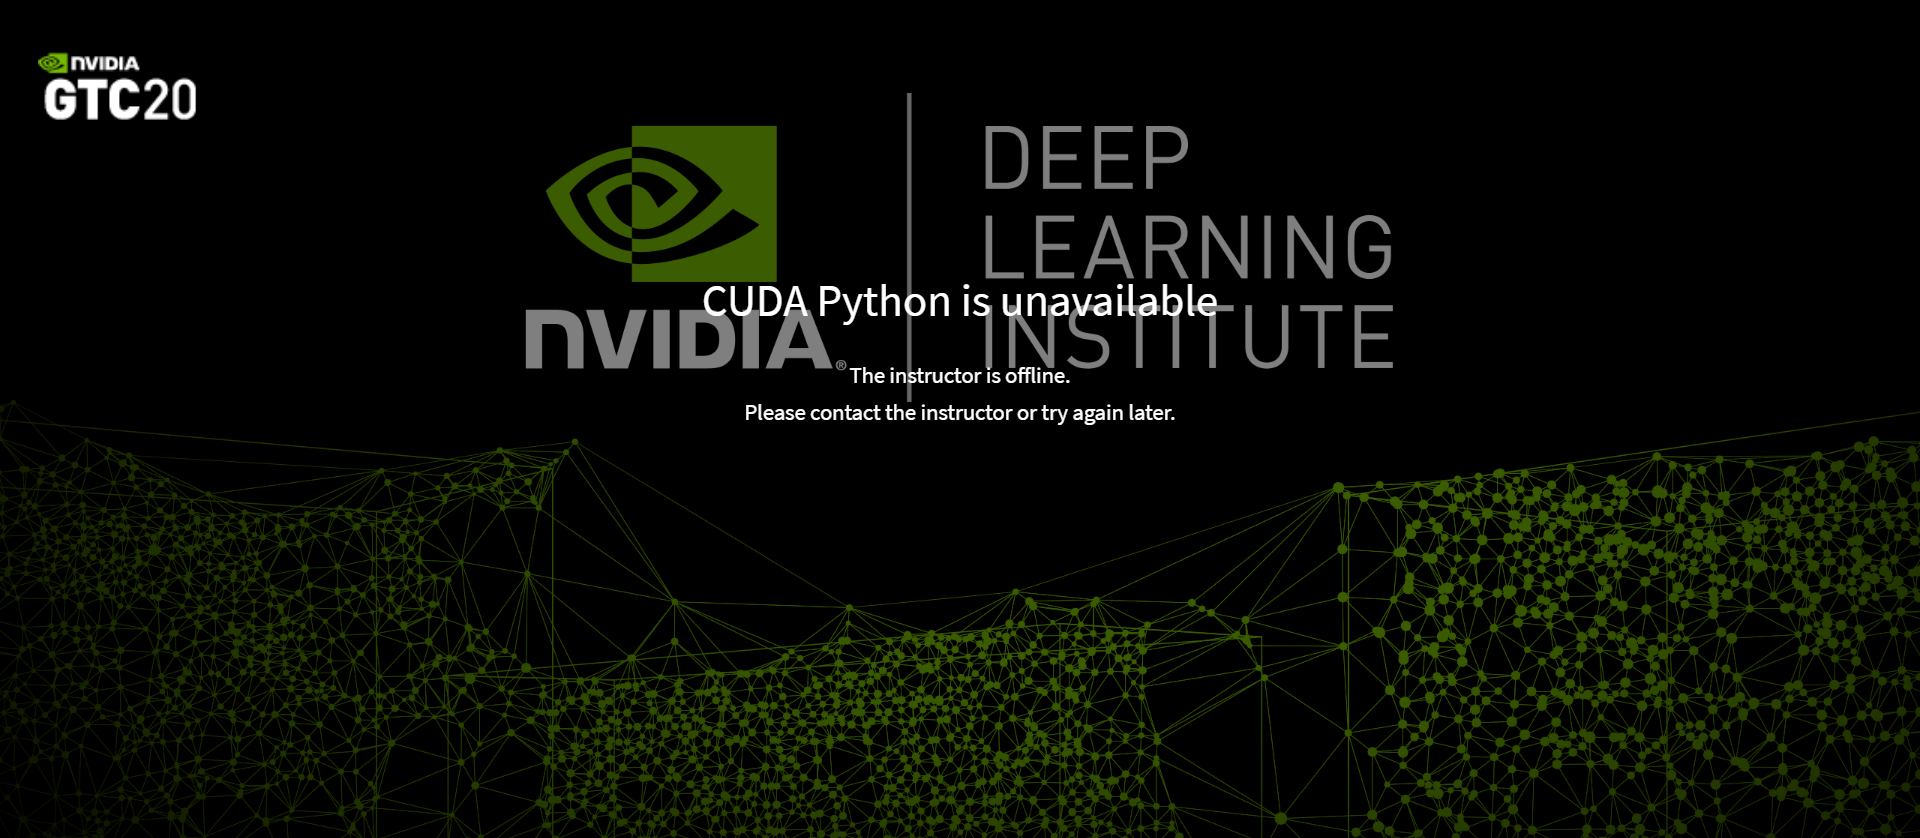 NVIDIA
GTC20
DEEP
LEARNING
INSTITUTE
NVIDIA®
CUDA Python is unavailable
The instructor is offline.
Please contact the instructor or try again later.